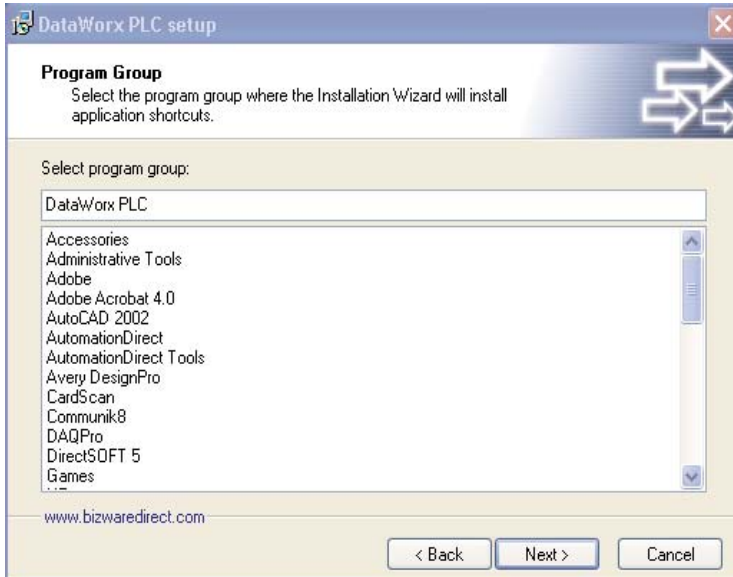 DataWorx PLC setup
Program Group
Select the program group where the Installation Wizard will install
application shortcuts.
Select program group:
DataWorx PLC
Accessories
Administrative Tools
Adobe
Adobe Acrobat 4.0
AutoCAD 2002
AutomationDirect
AutomationDirect Tools
Avery DesignPro
CardScan
Communik8
DAQPro
DirectSOFT 5
Games
www.bizwaredirect.com
< Back
Next >
Cancel